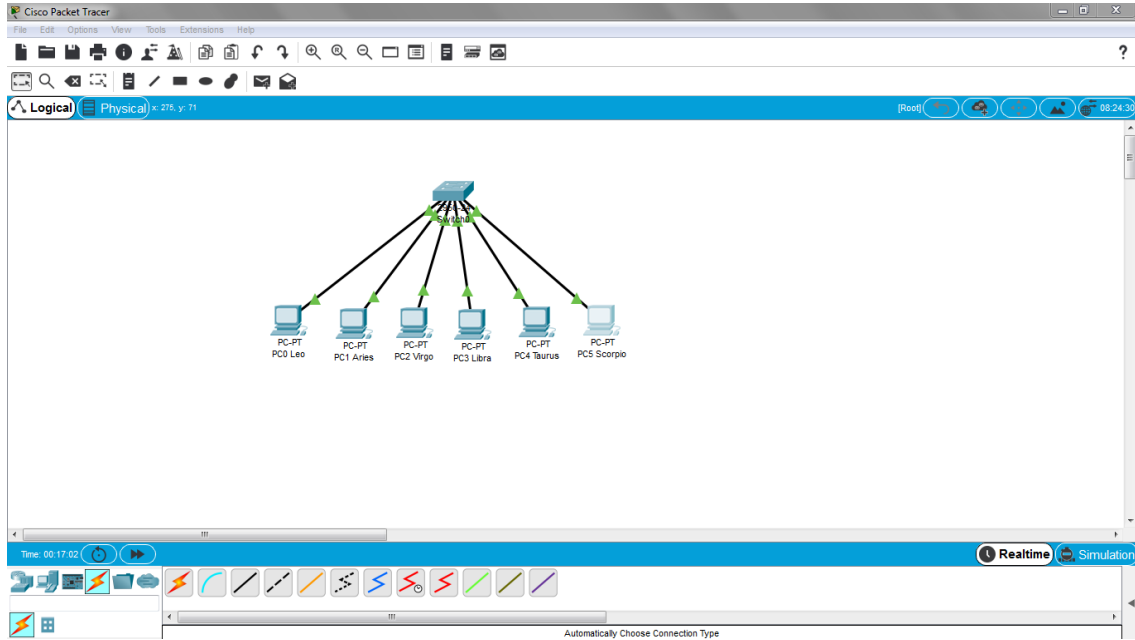 Cisco Packet Tracer
File Edit Options View Tools Extensions Help
?
Logical Physical x: 275, y: 71 [Root] 08:24:30
Switch0
PC-PT
PC0 Leo
PC-PT
PC1 Aries
PC-PT
PC2 Virgo
PC-PT
PC3 Libra
PC-PT
PC4 Taurus
PC-PT
PC5 Scorpio
Time: 00:17:02 Realtime Simulation
Automatically Choose Connection Type